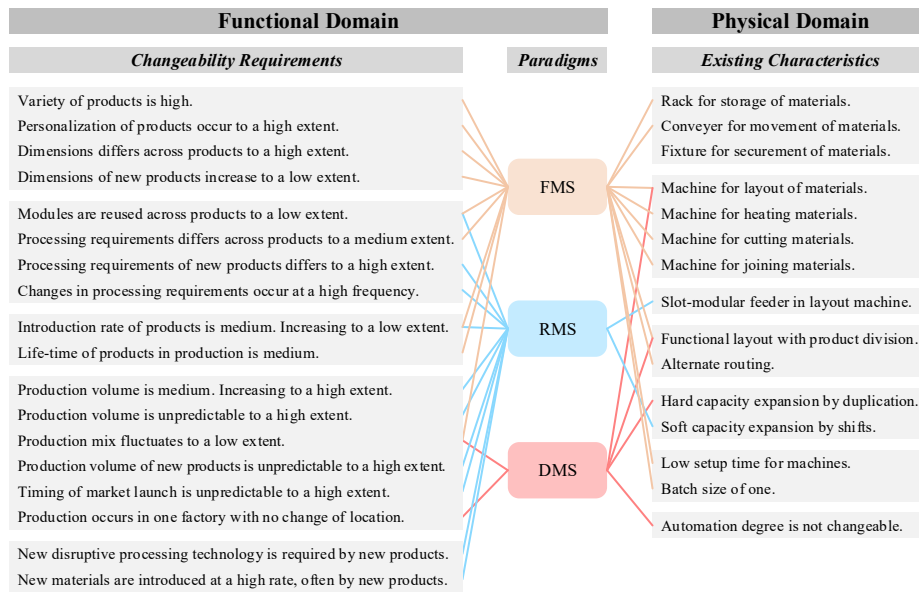 Functional Domain
Physical Domain
Changeability Requirements
Paradigms
Existing Characteristics
Variety of products is high.
Personalization of products occur to a high extent.
Dimensions differs across products to a high extent.
Dimensions of new products increase to a low extent.
Modules are reused across products to a low extent.
Processing requirements differs across products to a medium extent.
Processing requirements of new products differs to a high extent.
Changes in processing requirements occur at a high frequency.
Introduction rate of products is medium. Increasing to a low extent.
Life-time of products in production is medium.
Production volume is medium. Increasing to a high extent.
Production volume is unpredictable to a high extent.
Production mix fluctuates to a low extent.
Production volume of new products is unpredictable to a high extent.
Timing of market launch is unpredictable to a high extent.
Production occurs in one factory with no change of location.
New disruptive processing technology is required by new products.
New materials are introduced at a high rate, often by new products.
FMS
RMS
DMS
Rack for storage of materials.
Conveyer for movement of materials.
Fixture for securement of materials.
Machine for layout of materials.
Machine for heating materials.
Machine for cutting materials.
Machine for joining materials.
Slot-modular feeder in layout machine.
Functional layout with product division.
Alternate routing.
Hard capacity expansion by duplication.
Soft capacity expansion by shifts.
Low setup time for machines.
Batch size of one.
Automation degree is not changeable.